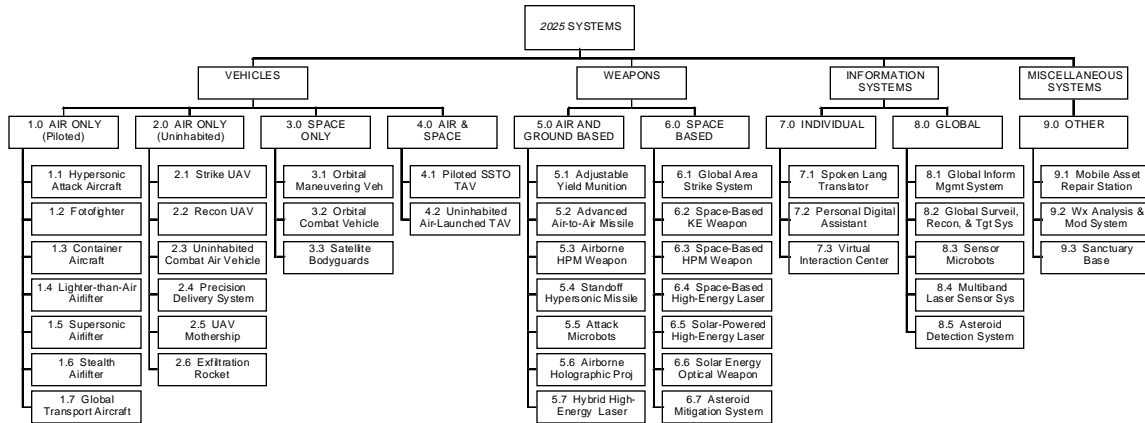 2025 SYSTEMS
VEHICLES
WEAPONS
INFORMATION
SYSTEMS
MISCELLANEOUS
SYSTEMS
1.0 AIR ONLY
(Piloted)
2.0 AIR ONLY
(Uninhabited)
3.0 SPACE
ONLY
4.0 AIR &
SPACE
5.0 AIR AND
GROUND BASED
6.0 SPACE
BASED
7.0 INDIVIDUAL
8.0 GLOBAL
9.0 OTHER
1.1 Hypersonic
Attack Aircraft
1.2 Fotofighter
1.3 Container
Aircraft
1.4 Lighter-than-Air
Airlifter
1.5 Supersonic
Airlifter
1.6 Stealth
Airlifter
1.7 Global
Transport Aircraft
2.1 Strike UAV
2.2 Recon UAV
2.3 Uninhabited
Combat Air Vehicle
2.4 Precision
Delivery System
2.5 UAV
Mothership
2.6 Exfiltration
Rocket
3.1 Orbital
Maneuvering Veh
3.2 Orbital
Combat Vehicle
3.3 Satellite
Bodyguards
4.1 Piloted SSTO
TAV
4.2 Uninhabited
Air-Launched TAV
5.1 Adjustable
Yield Munition
5.2 Advanced
Air-to-Air Missile
5.3 Airborne
HPM Weapon
5.4 Standoff
Hypersonic Missile
5.5 Attack
Microbots
5.6 Airborne
Holographic Proj
5.7 Hybrid High-
Energy Laser
6.1 Global Area
Strike System
6.2 Space-Based
KE Weapon
6.3 Space-Based
HPM Weapon
6.4 Space-Based
High-Energy Laser
6.5 Solar-Powered
High-Energy Laser
6.6 Solar Energy
Optical Weapon
6.7 Asteroid
Mitigation System
7.1 Spoken Lang
Translator
7.2 Personal Digital
Assistant
7.3 Virtual
Interaction Center
8.1 Global Inform
Mgmt System
8.2 Global Surveil,
Recon, & Tgt Sys
8.3 Sensor
Microbots
8.4 Multiband
Laser Sensor Sys
8.5 Asteroid
Detection System
9.1 Mobile Asset
Repair Station
9.2 Wx Analysis &
Mod System
9.3 Sanctuary
Base